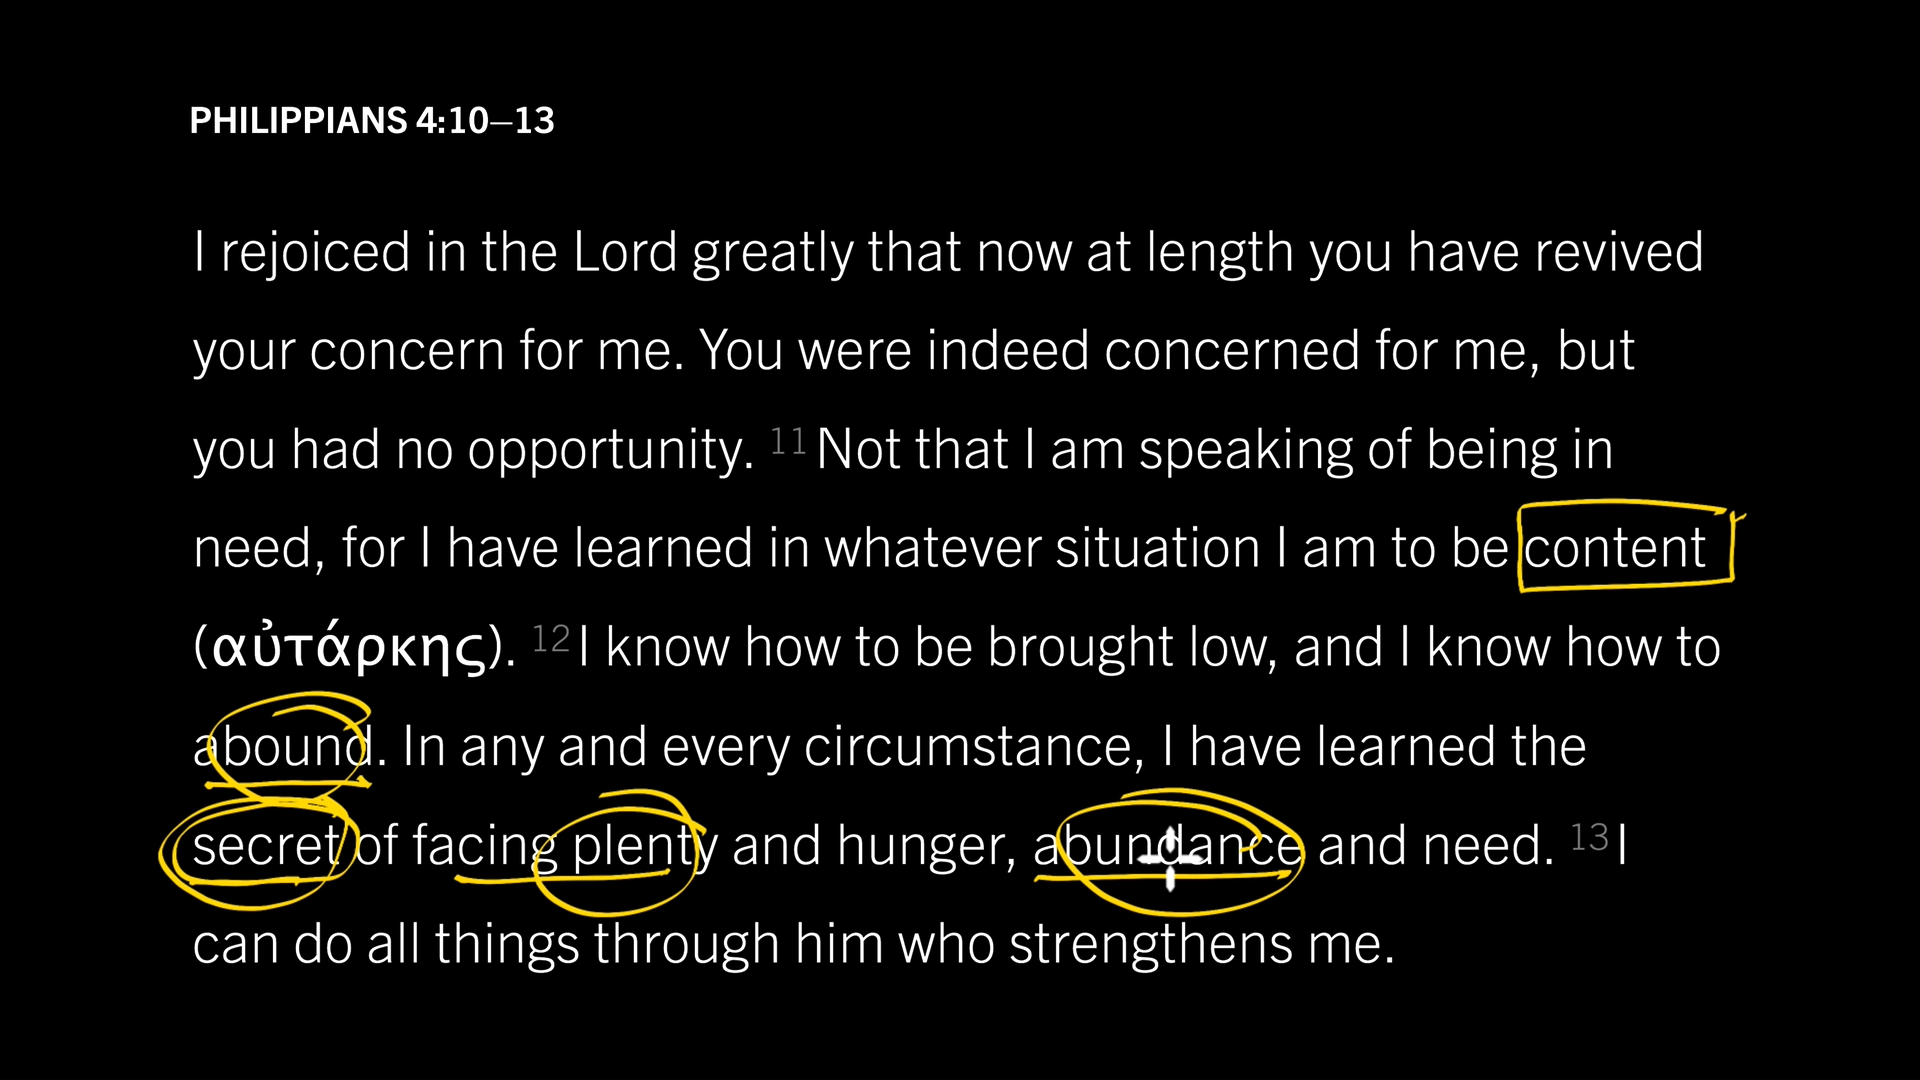 PHILIPPIANS 4:10–13
I rejoiced in the Lord greatly that now at length you have revived
your concern for me. You were indeed concerned for me, but
you had no opportunity. 11 Not that I am speaking of being in
need, for I have learned in whatever situation I am to be content
(αὐτάρκης). 12 I know how to be brought low, and I know how to
abound. In any and every circumstance, I have learned the
secret of facing plenty and hunger, abundance and need. 13 I
can do all things through him who strengthens me.